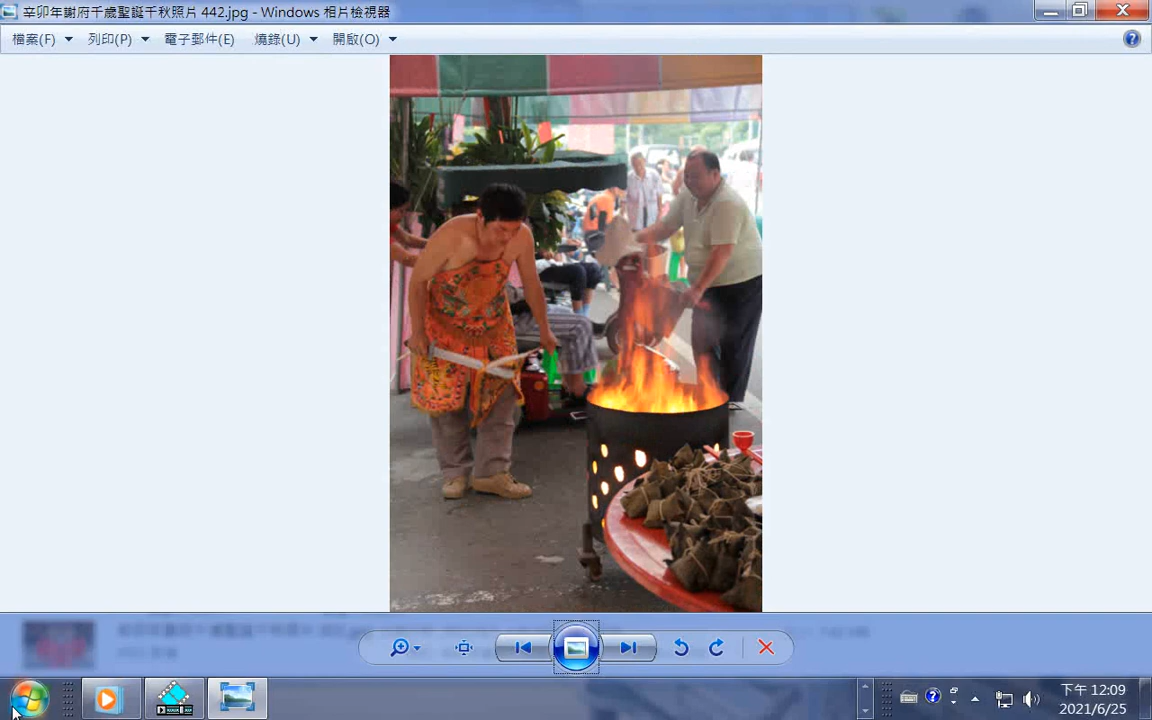 辛卯年謝府千歲聖誕千秋照片 442.jpg - Windows 相片檢視器
檔案(F) 列印(P) 電子郵件(E) 燒錄(U) 開啟(O)
下午 12:09
2021/6/25